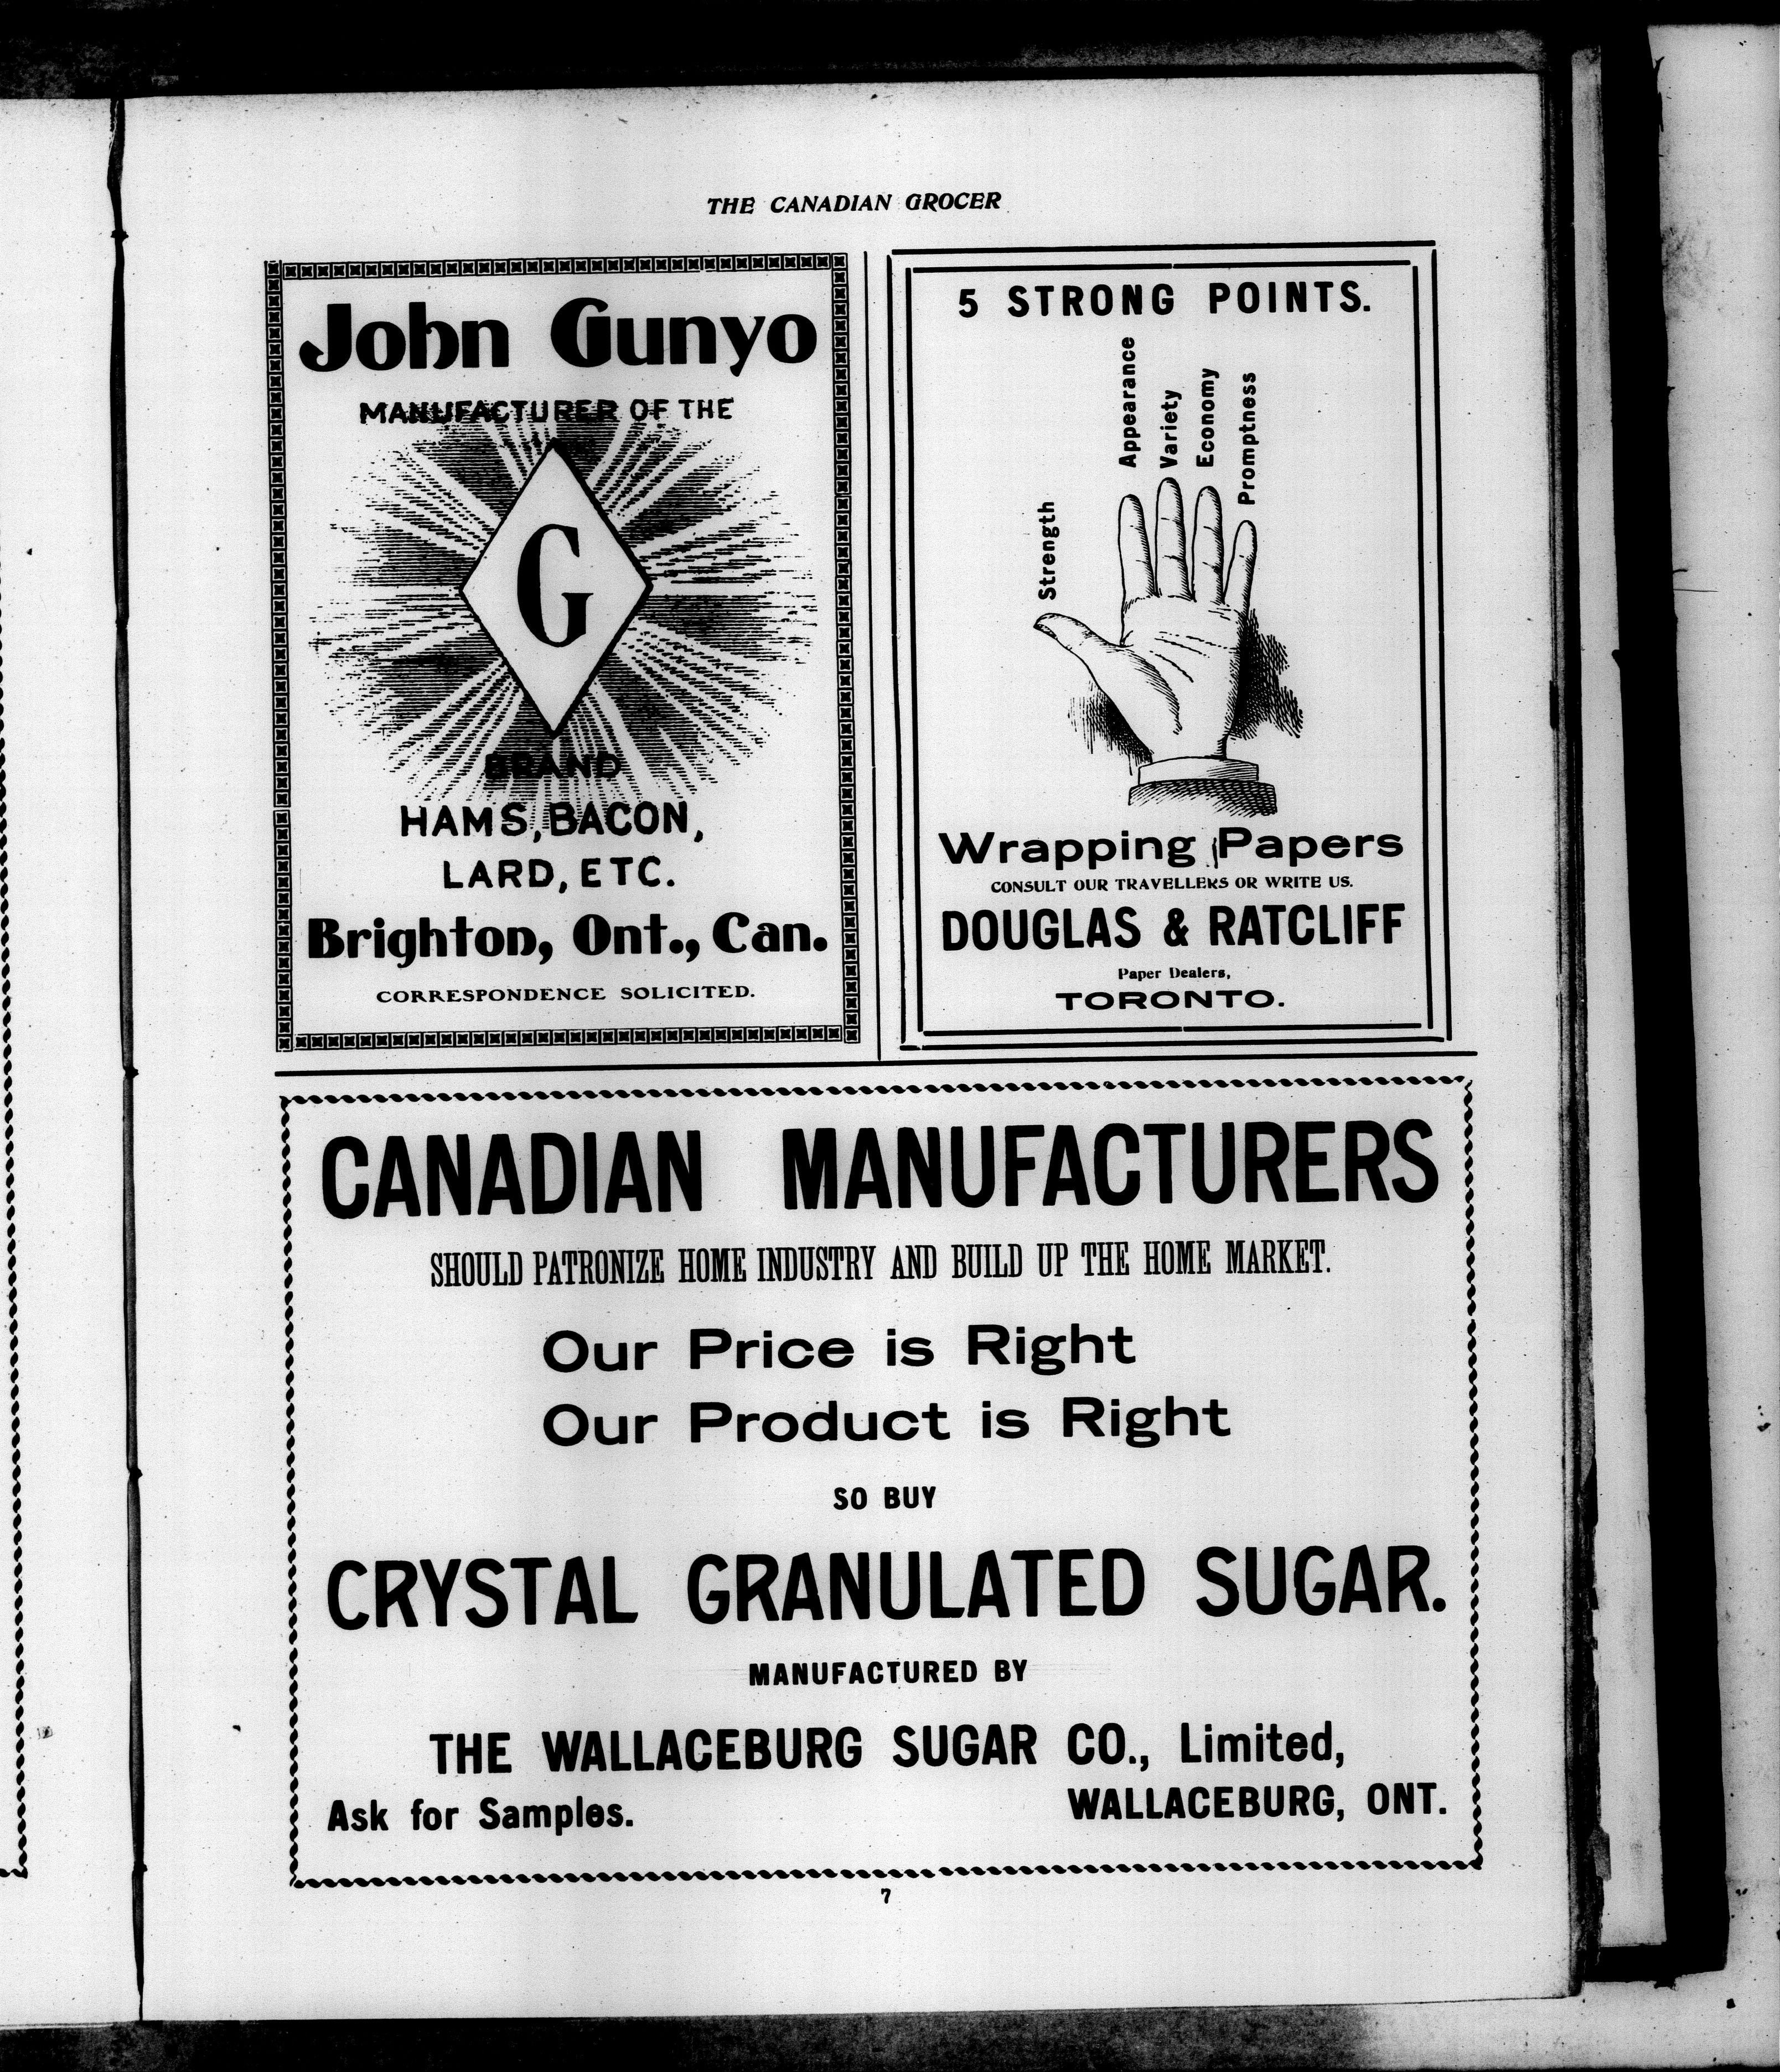 THE CANADIAN GROCER
John Gunyo
MANUFACTURER OF THE
G
BRAND
HAMS, BACON,
LARD, ETC.
Brighton, Ont., Can.
CORRESPONDENCE SOLICITED.
5 STRONG POINTS.
Strength
Appearance
Variety
Economy
Promptness
Wrapping Papers
CONSULT OUR TRAVELLERS OR WRITE US.
DOUGLAS & RATCLIFF
Paper Dealers,
TORONTO.
CANADIAN MANUFACTURERS
SHOULD PATRONIZE HOME INDUSTRY AND BUILD UP THE HOME MARKET.
Our Price is Right
Our Product is Right
SO BUY
CRYSTAL GRANULATED SUGAR.
MANUFACTURED BY
THE WALLACEBURG SUGAR CO., Limited,
WALLACEBURG, ONT.
Ask for Samples.
7